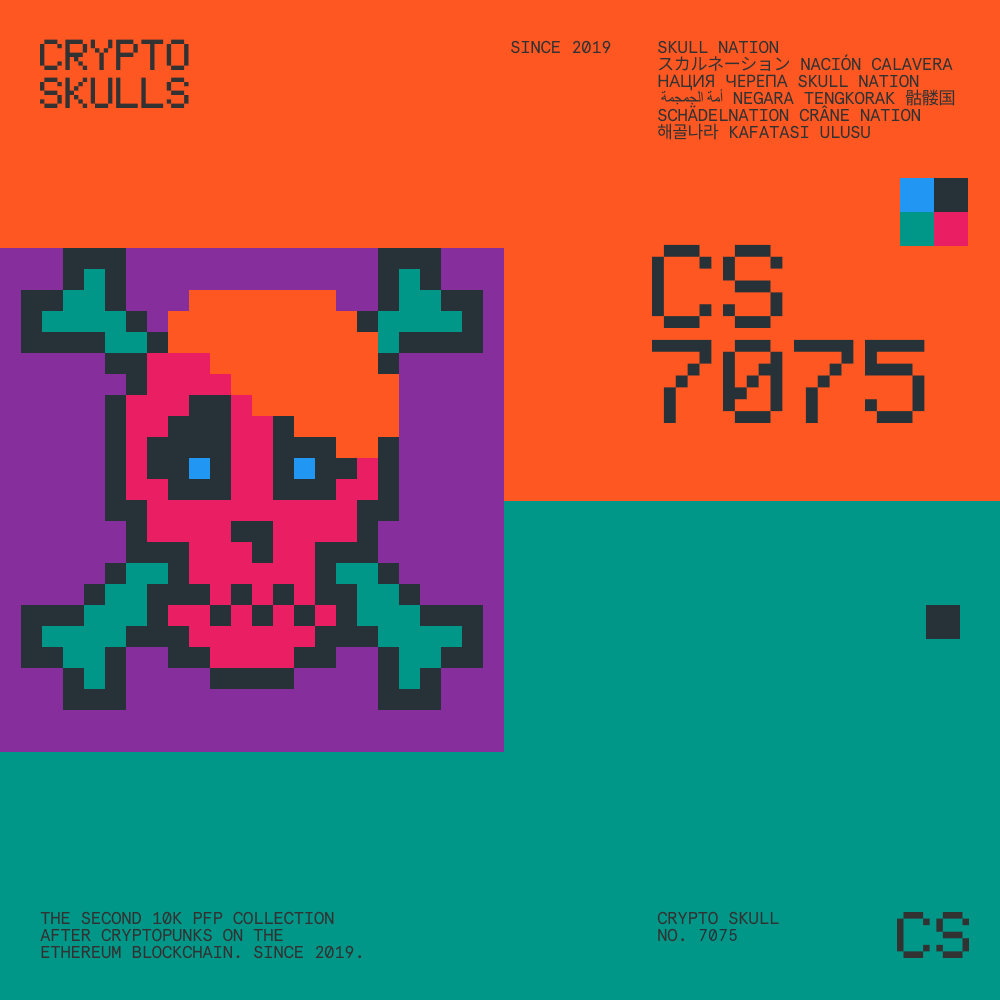 CRYPTO
SKULLS
SINCE 2019
SKULL NATION
スカルネーション NACIÓN CALAVERA
НАЦИЯ ЧЕРЕПА SKULL NATION
أمة الجمجمة NEGARA TENGKORAK 骷髅国
SCHÄDELNATION CRÂNE NATION
해골나라 KAFATASI ULUSU
CS
7075
THE SECOND 10K PFP COLLECTION
AFTER CRYPTOPUNKS ON THE
ETHEREUM BLOCKCHAIN. SINCE 2019.
CRYPTO SKULL
NO. 7075
CS